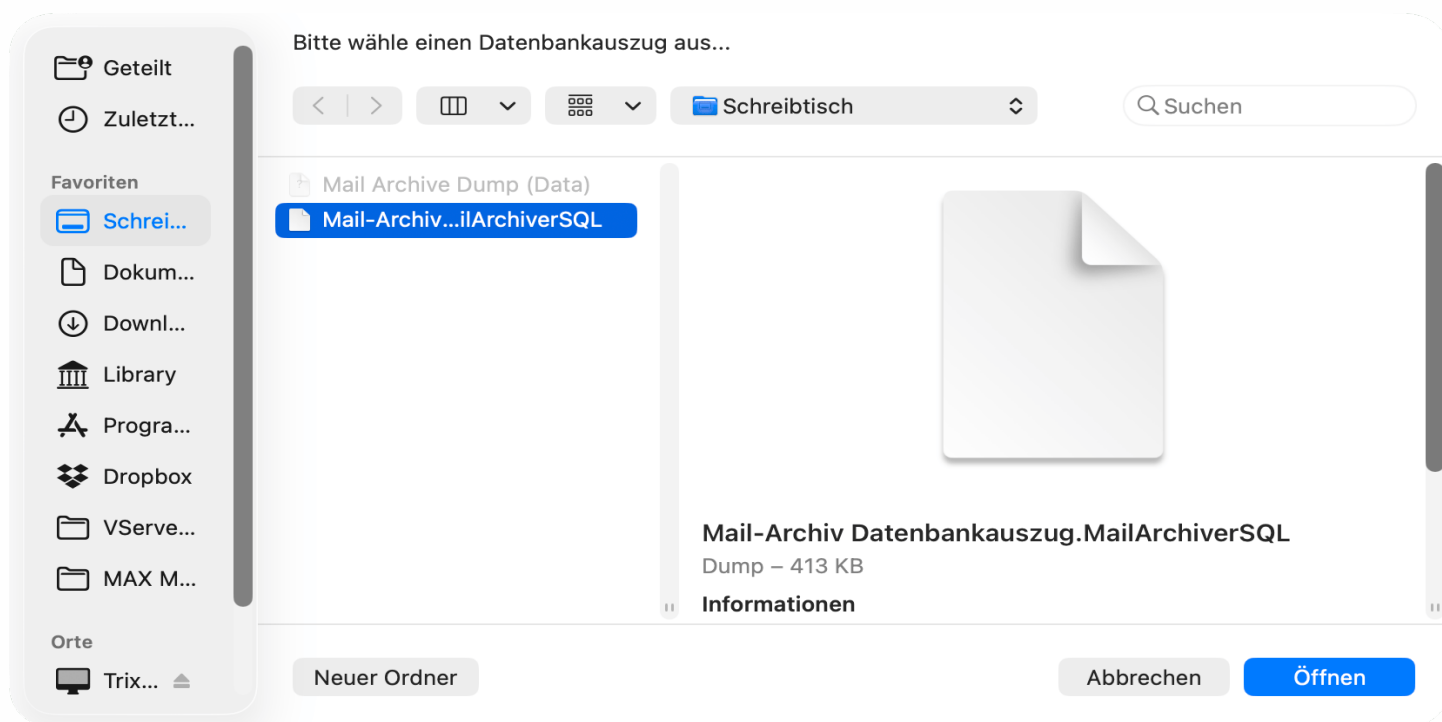 Bitte wähle einen Datenbankauszug aus...
Geteilt
Zuletzt...
Favoriten
Schrei...
Dokum...
Downl...
Library
Progra...
Dropbox
VServe...
MAX M...
Orte
Trix...
Schreibtisch
Suchen
Mail Archive Dump (Data)
Mail-Archiv...ilArchiverSQL
Mail-Archiv Datenbankauszug.MailArchiverSQL
Dump – 413 KB
Informationen
Neuer Ordner
Abbrechen
Öffnen